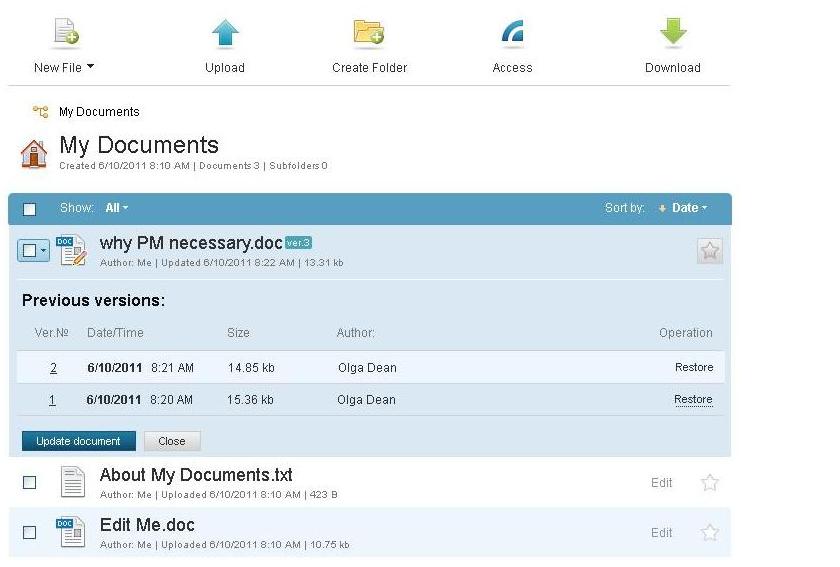 New File Upload Create Folder Access Download
My Documents
My Documents
Created 6/10/2011 8:10 AM | Documents 3 | Subfolders 0
Show: All Sort by: Date
DOC why PM necessary.doc ver.3
Author: Me | Updated 6/10/2011 8:22 AM | 13.31 kb
Previous versions:
Ver.№ Date/Time Size Author: Operation
2 6/10/2011 8:21 AM 14.85 kb Olga Dean Restore
1 6/10/2011 8:20 AM 15.36 kb Olga Dean Restore
Update document Close
About My Documents.txt
Author: Me | Uploaded 6/10/2011 8:10 AM | 423 B Edit
DOC Edit Me.doc
Author: Me | Uploaded 6/10/2011 8:10 AM | 10.75 kb Edit